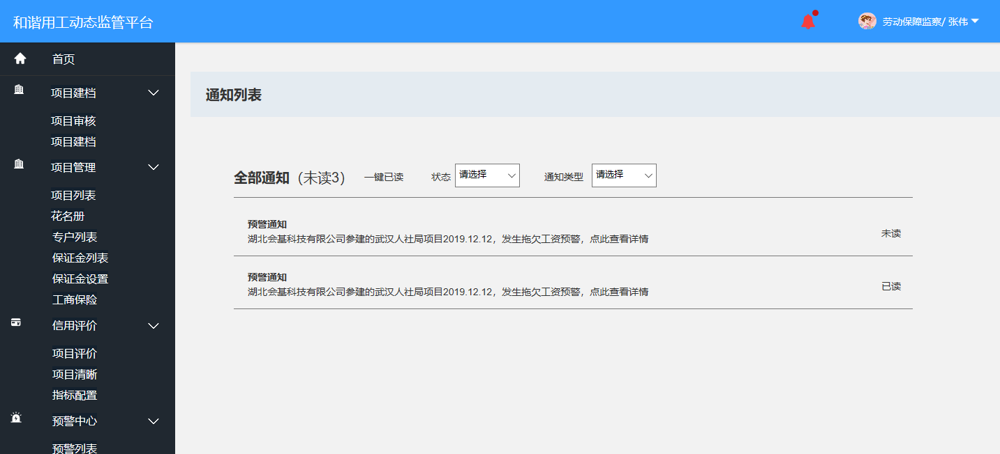 和谐用工动态监管平台
劳动保障监察/ 张伟
首页
项目建档
项目审核
项目建档
项目管理
项目列表
花名册
专户列表
保证金列表
保证金设置
工商保险
信用评价
项目评价
项目清晰
指标配置
预警中心
预警列表
通知列表
全部通知（未读3） 一键已读 状态 请选择 通知类型 请选择
预警通知
湖北会基科技有限公司参建的武汉人社局项目2019.12.12，发生拖欠工资预警，点此查看详情
未读
预警通知
湖北会基科技有限公司参建的武汉人社局项目2019.12.12，发生拖欠工资预警，点此查看详情
已读